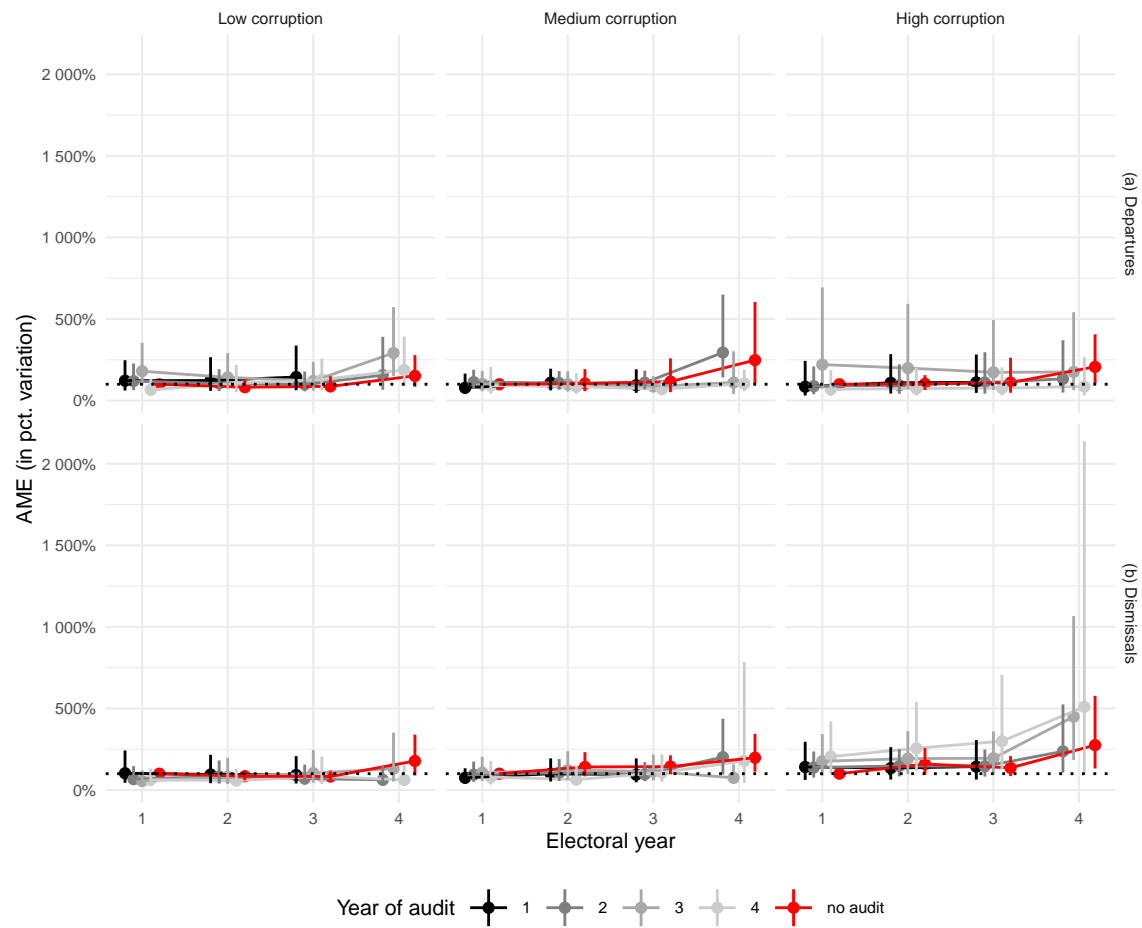 Low corruption Medium corruption High corruption
2 000%
1 500%
1 000%
500%
0%
(a) Departures
2 000%
1 500%
1 000%
500%
0%
(b) Dismissals
AME (in pct. variation)
1 2 3 4 1 2 3 4 1 2 3 4
Electoral year
Year of audit 1 2 3 4 no audit